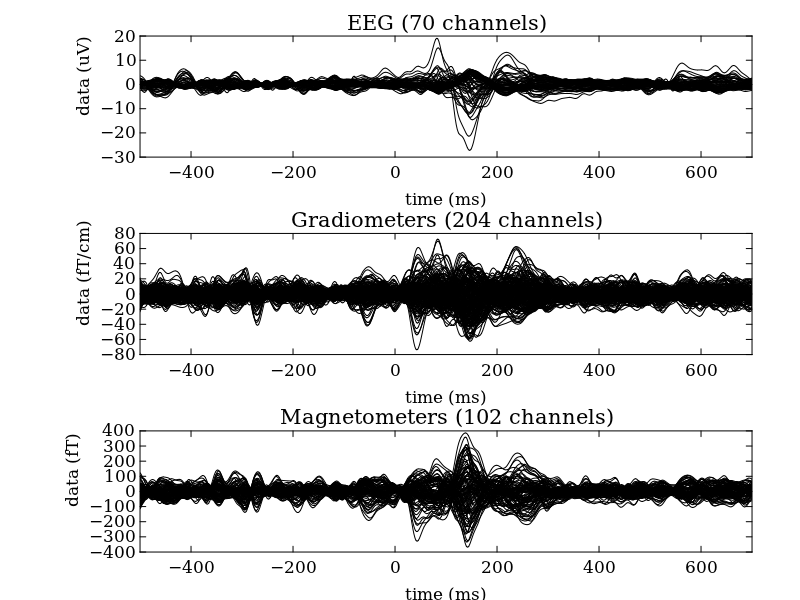 EEG (70 channels)
20
10
0
−10
−20
−30
data (uV)
−400 −200 0 200 400 600
time (ms)
Gradiometers (204 channels)
80
60
40
20
0
−20
−40
−60
−80
data (fT/cm)
−400 −200 0 200 400 600
time (ms)
Magnetometers (102 channels)
400
300
200
100
0
−100
−200
−300
−400
data (fT)
−400 −200 0 200 400 600
time (ms)